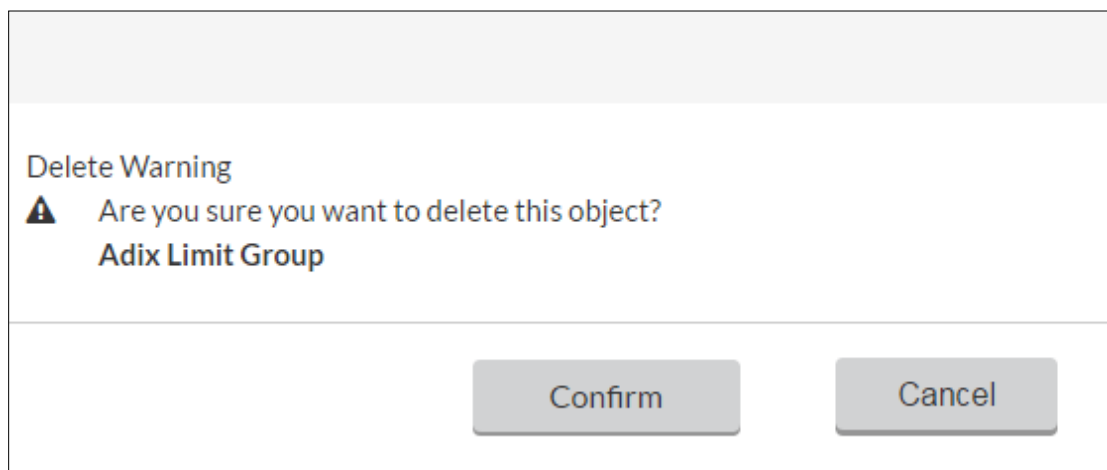 Delete Warning
Are you sure you want to delete this object?
Adix Limit Group
Confirm
Cancel